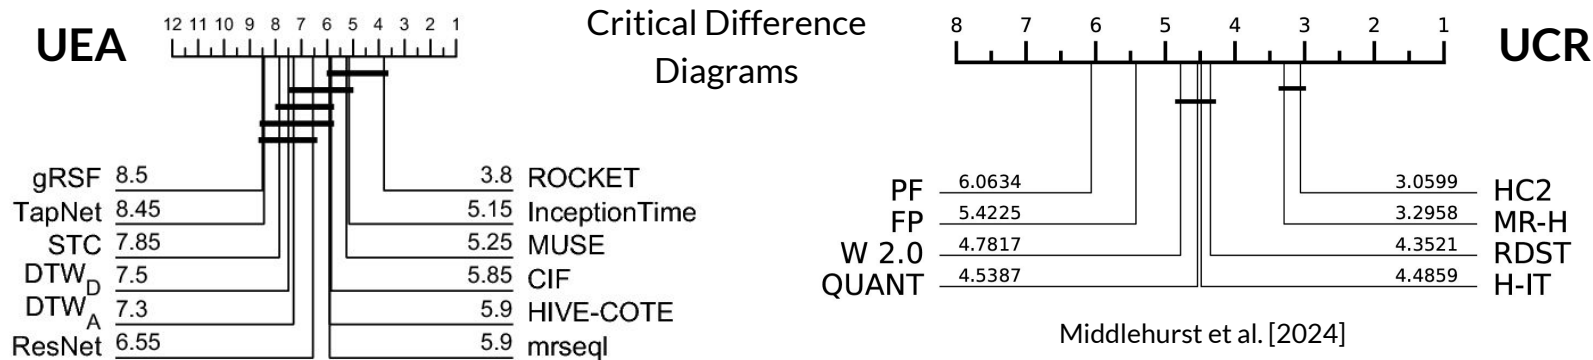 Critical Difference
Diagrams
UEA
12 11 10 9 8 7 6 5 4 3 2 1
gRSF 8.5
TapNet 8.45
STC 7.85
DTW_D 7.5
DTW_A 7.3
ResNet 6.55
3.8 ROCKET
5.15 InceptionTime
5.25 MUSE
5.85 CIF
5.9 HIVE-COTE
5.9 mrseql
UCR
8 7 6 5 4 3 2 1
PF 6.0634
FP 5.4225
W 2.0 4.7817
QUANT 4.5387
3.0599 HC2
3.2958 MR-H
4.3521 RDST
4.4859 H-IT
Middlehurst et al. [2024]